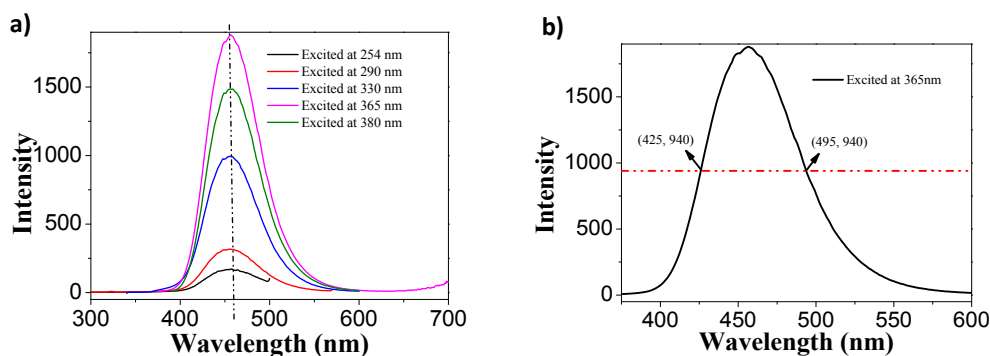 a)
Intensity
1500
1000
500
0
300
400
500
600
700
Wavelength (nm)
Excited at 254 nm
Excited at 290 nm
Excited at 330 nm
Excited at 365 nm
Excited at 380 nm
b)
Intensity
1500
1000
500
0
400
450
500
550
600
Wavelength (nm)
Excited at 365nm
(425, 940)
(495, 940)